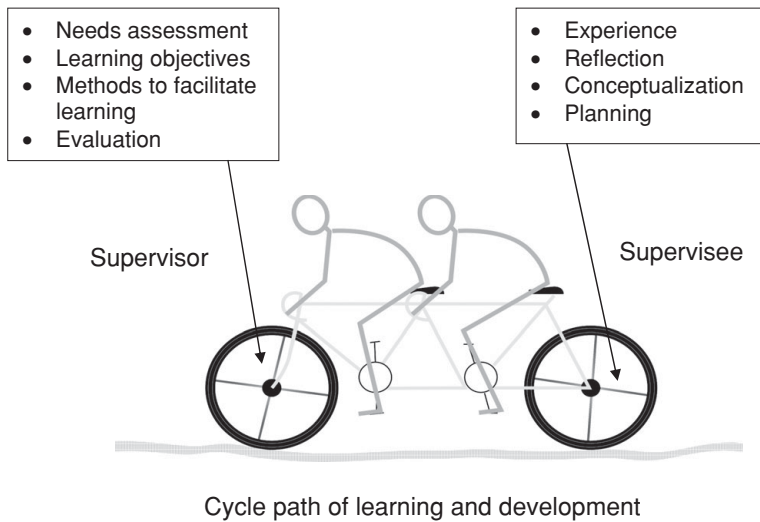 • Needs assessment
• Learning objectives
• Methods to facilitate
learning
• Evaluation
• Experience
• Reflection
• Conceptualization
• Planning
Supervisor
Supervisee
Cycle path of learning and development